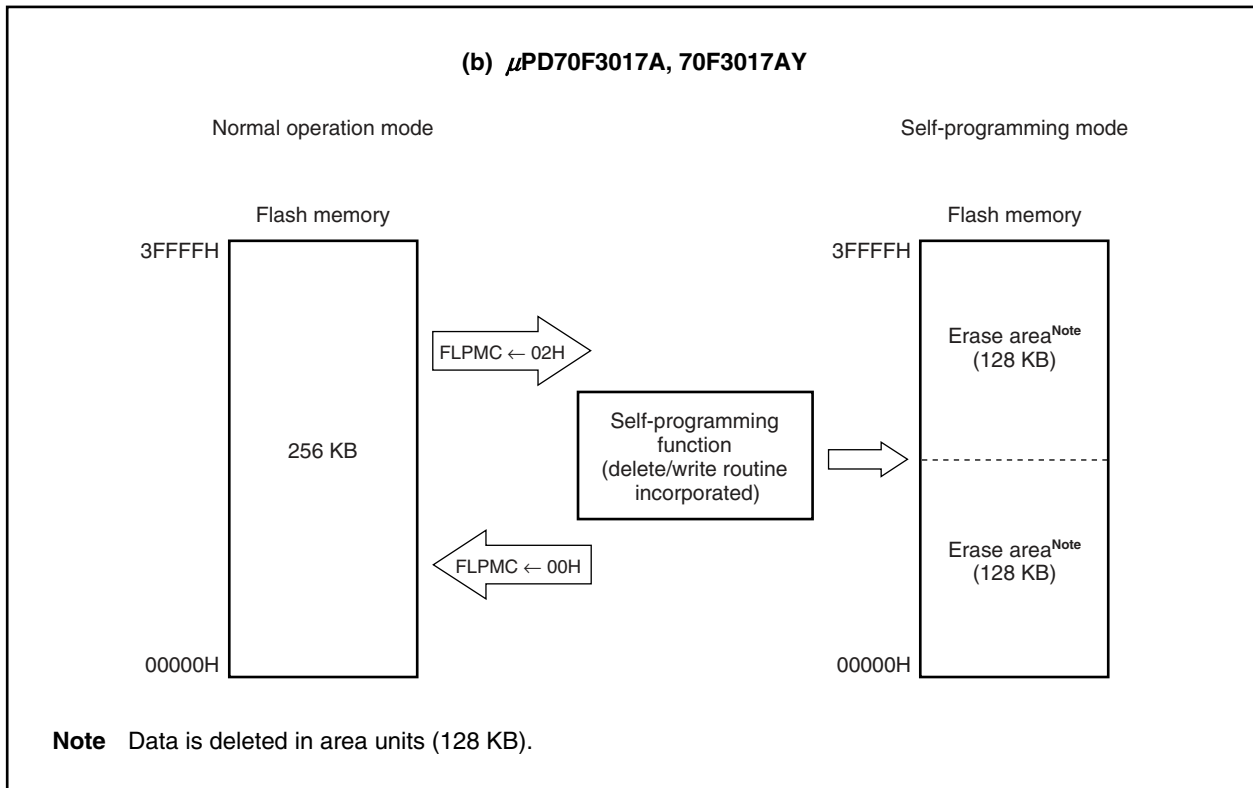 (b) μPD70F3017A, 70F3017AY
Normal operation mode
Self-programming mode
Flash memory
Flash memory
3FFFFH
3FFFFH
FLPMC ← 02H
Erase areaNote
(128 KB)
Self-programming
function
(delete/write routine
incorporated)
256 KB
FLPMC ← 00H
Erase areaNote
(128 KB)
00000H
00000H
Note Data is deleted in area units (128 KB).